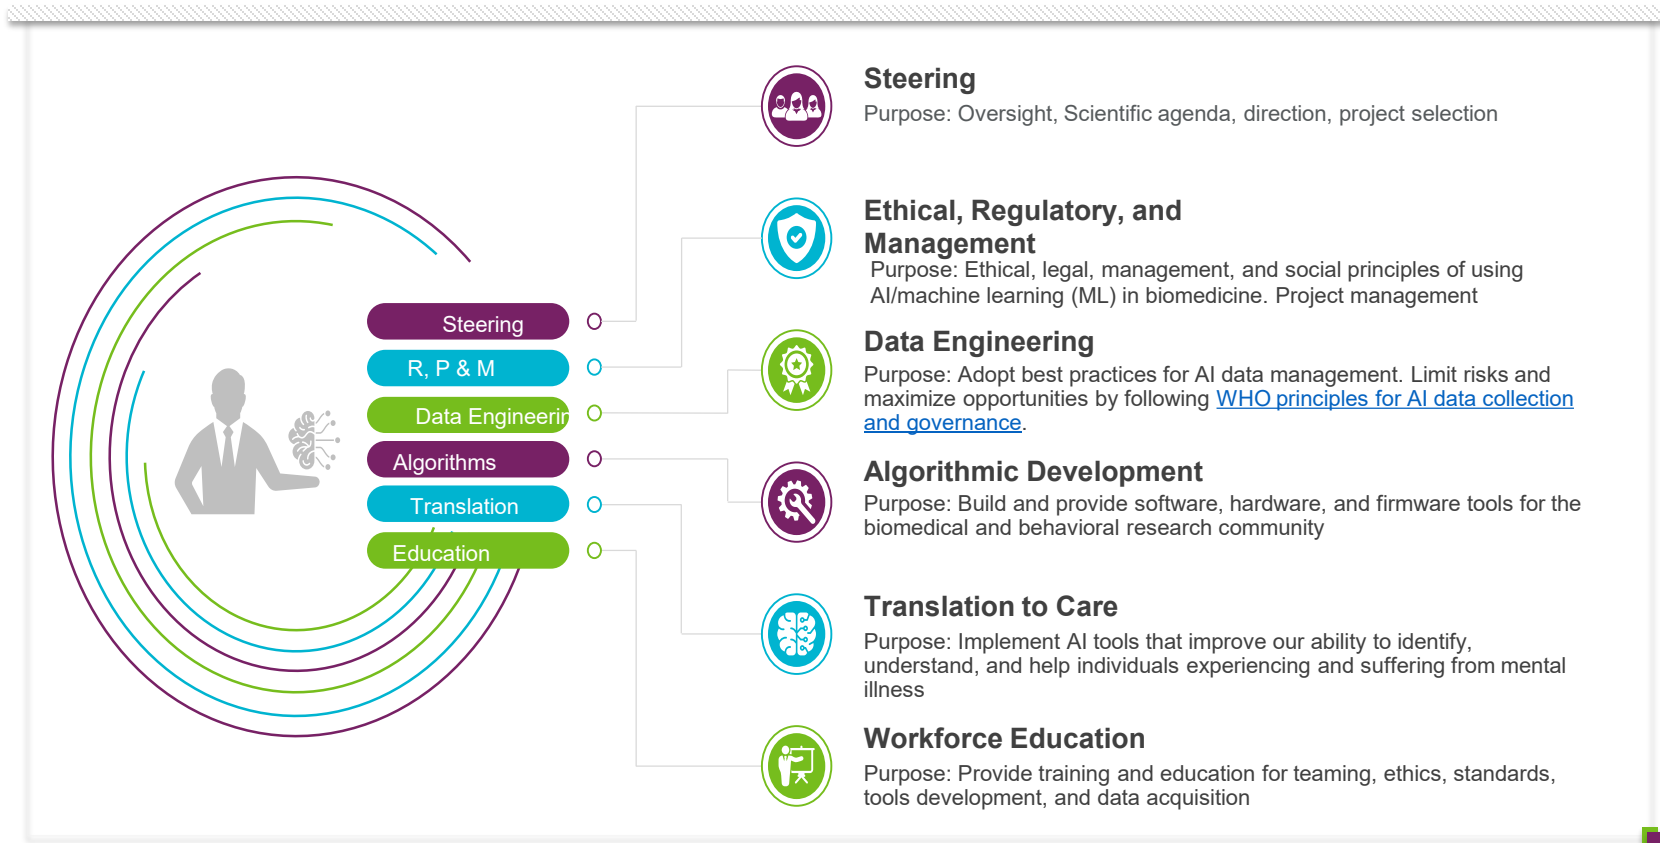 Steering
Purpose: Oversight, Scientific agenda, direction, project selection
Ethical, Regulatory, and
Management
Purpose: Ethical, legal, management, and social principles of using
AI/machine learning (ML) in biomedicine. Project management
Steering
R, P & M
Data Engineerin
Algorithms
Translation
Education
Data Engineering
Purpose: Adopt best practices for AI data management. Limit risks and
maximize opportunities by following WHO principles for AI data collection
and governance.
Algorithmic Development
Purpose: Build and provide software, hardware, and firmware tools for the
biomedical and behavioral research community
Translation to Care
Purpose: Implement AI tools that improve our ability to identify,
understand, and help individuals experiencing and suffering from mental
illness
Workforce Education
Purpose: Provide training and education for teaming, ethics, standards,
tools development, and data acquisition